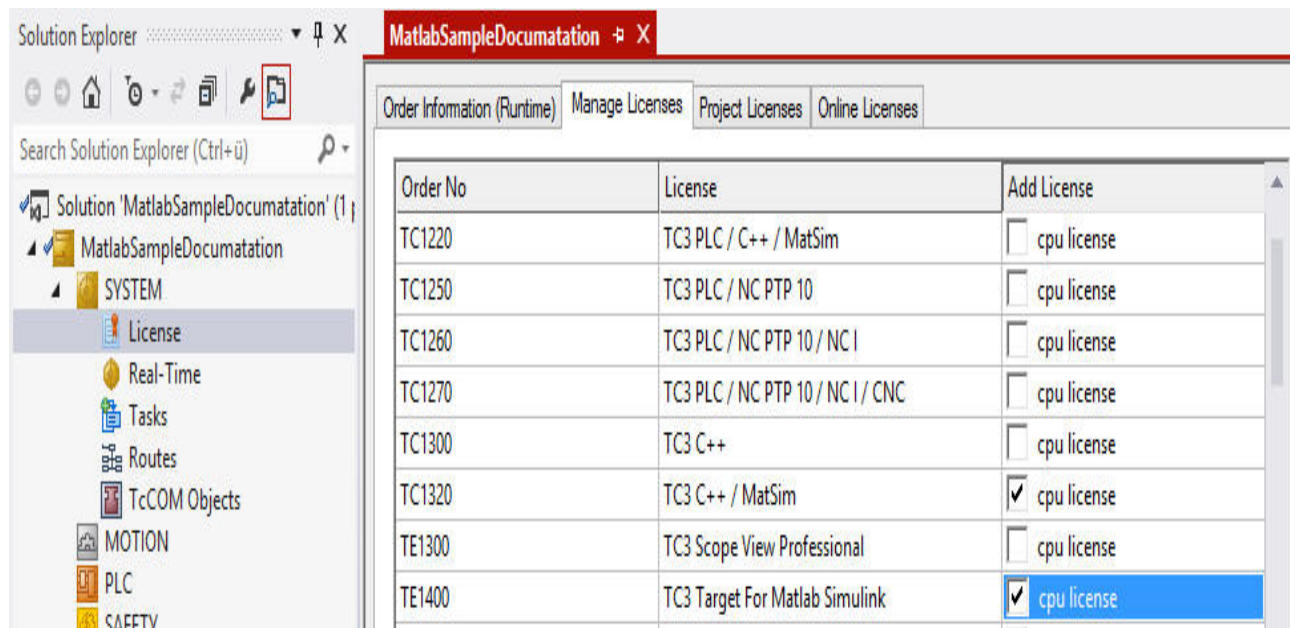 Solution Explorer
MatlabSampleDocumatation
Search Solution Explorer (Ctrl+ü)
Solution 'MatlabSampleDocumatation' (1
MatlabSampleDocumatation
SYSTEM
License
Real-Time
Tasks
Routes
TcCOM Objects
MOTION
PLC
SAFETY
Order Information (Runtime) Manage Licenses Project Licenses Online Licenses
Order No License Add License
TC1220 TC3 PLC / C++ / MatSim cpu license
TC1250 TC3 PLC / NC PTP 10 cpu license
TC1260 TC3 PLC / NC PTP 10 / NC I cpu license
TC1270 TC3 PLC / NC PTP 10 / NC I / CNC cpu license
TC1300 TC3 C++ cpu license
TC1320 TC3 C++ / MatSim cpu license
TE1300 TC3 Scope View Professional cpu license
TE1400 TC3 Target For Matlab Simulink cpu license